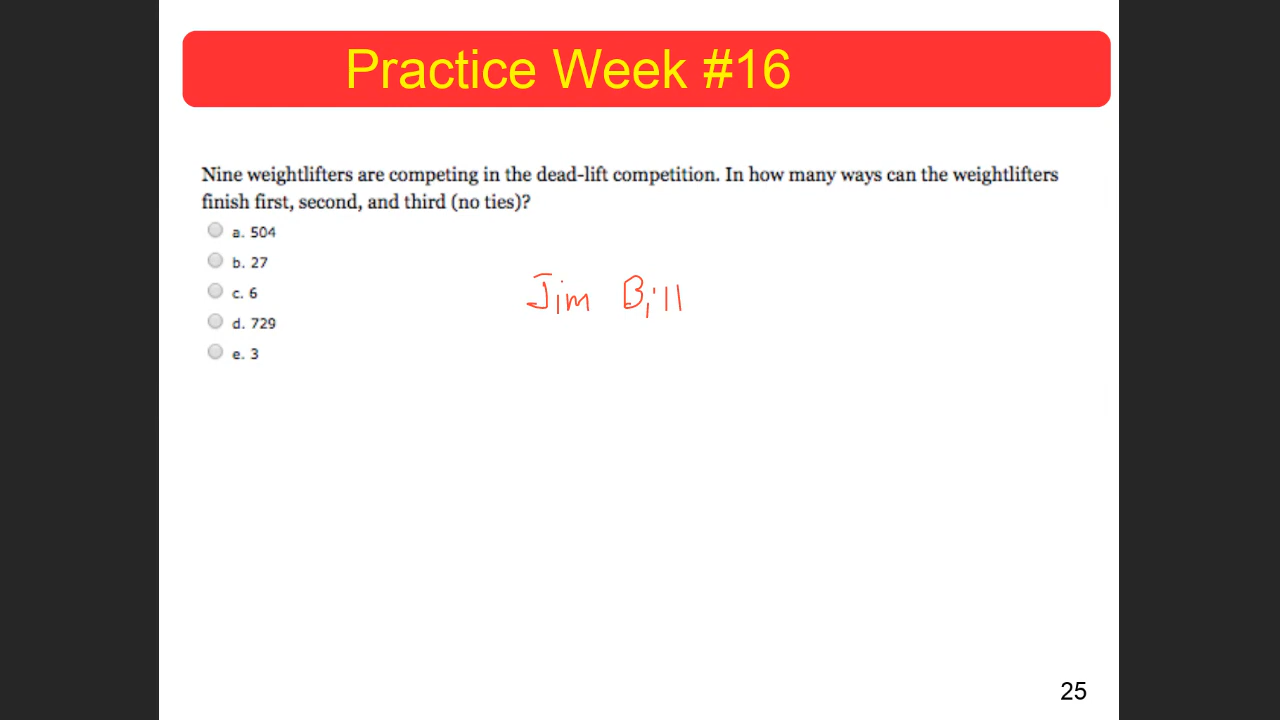 Practice Week #16
Nine weightlifters are competing in the dead-lift competition. In how many ways can the weightlifters
finish first, second, and third (no ties)?
a. 504
b. 27
c. 6
d. 729
e. 3
Jim Bill
25